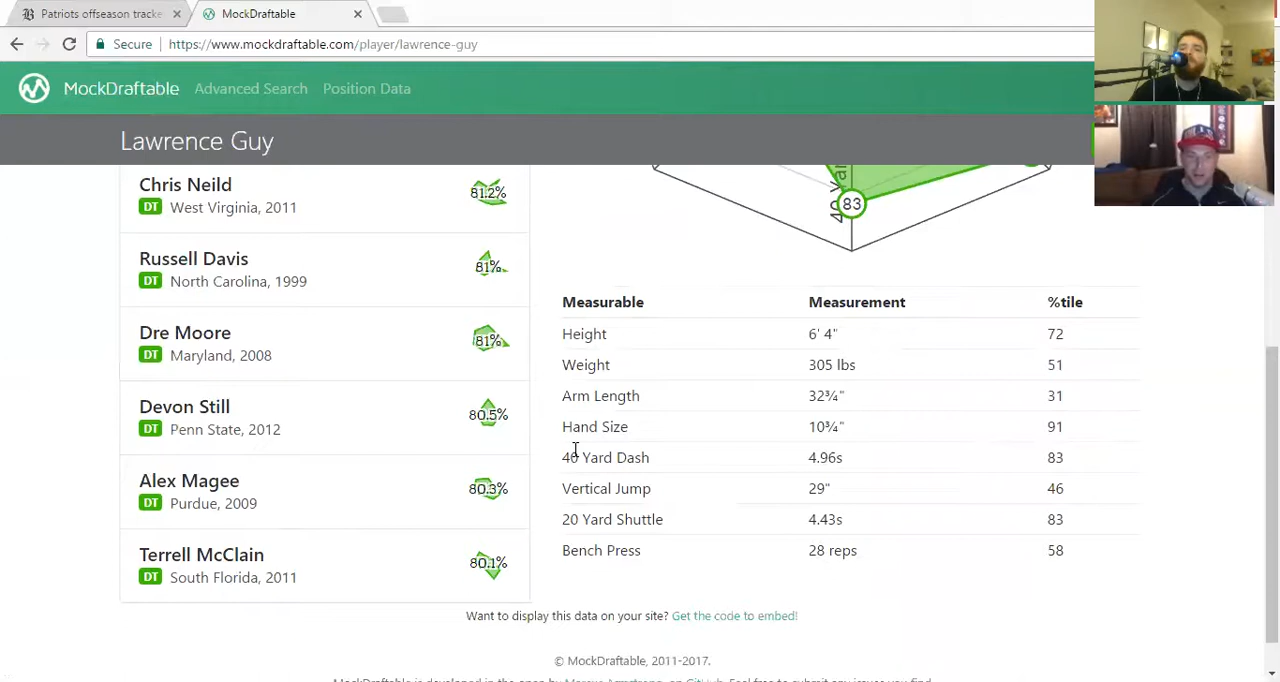 Patriots offseason tracke
MockDraftable
Secure
https://www.mockdraftable.com/player/lawrence-guy
MockDraftable Advanced Search Position Data
Lawrence Guy
Chris Neild
DT West Virginia, 2011
81.2%
Russell Davis
DT North Carolina, 1999
81%
Dre Moore
DT Maryland, 2008
81%
Devon Still
DT Penn State, 2012
80.5%
Alex Magee
DT Purdue, 2009
80.3%
Terrell McClain
DT South Florida, 2011
80.1%
83
Measurable Measurement %tile
Height 6' 4" 72
Weight 305 lbs 51
Arm Length 32¾" 31
Hand Size 10¾" 91
40 Yard Dash 4.96s 83
Vertical Jump 29" 46
20 Yard Shuttle 4.43s 83
Bench Press 28 reps 58
Want to display this data on your site? Get the code to embed!
© MockDraftable, 2011-2017.